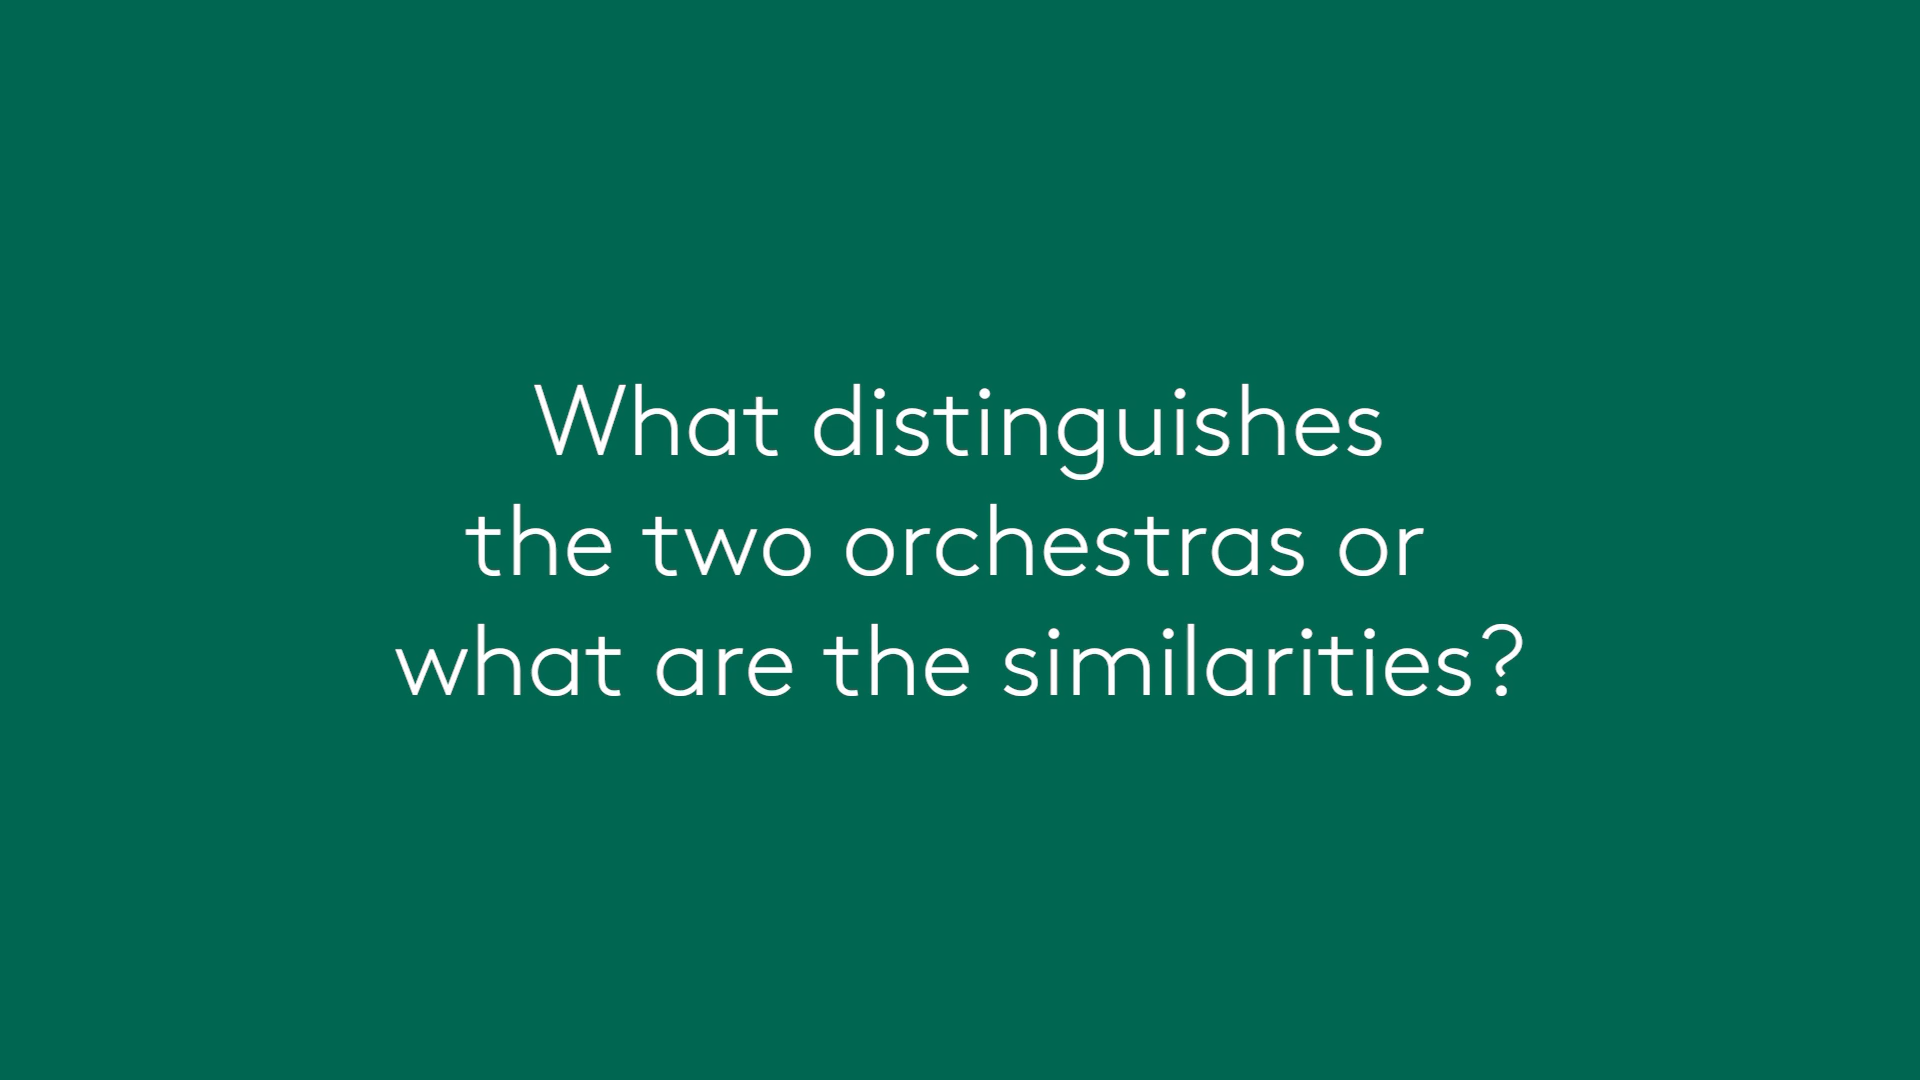 What distinguishes
the two orchestras or
what are the similarities?